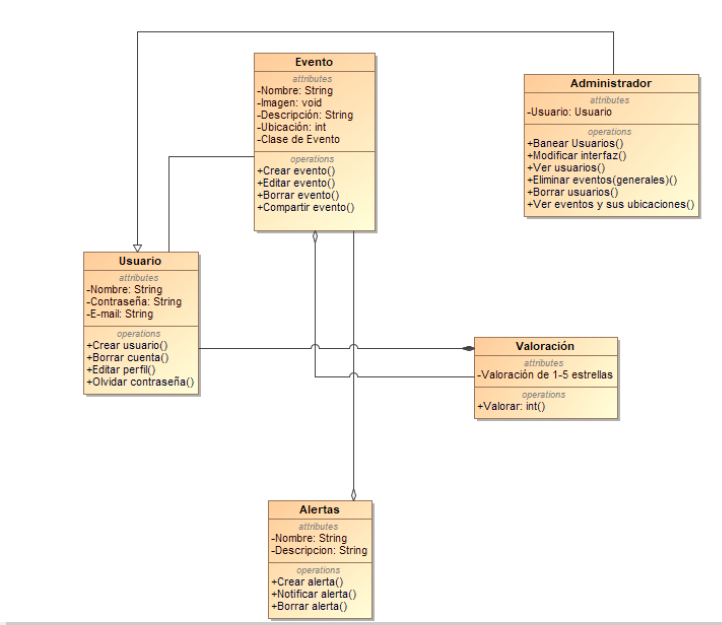 Evento
attributes
-Nombre: String
-Imagen: void
-Descripción: String
-Ubicación: int
-Clase de Evento
operations
+Crear evento()
+Editar evento()
+Borrar evento()
+Compartir evento()
Administrador
attributes
-Usuario: Usuario
operations
+Banear Usuarios()
+Modificar interfaz()
+Ver usuarios()
+Eliminar eventos(generales)()
+Borrar usuarios()
+Ver eventos y sus ubicaciones()
Usuario
attributes
-Nombre: String
-Contraseña: String
-E-mail: String
operations
+Crear usuario()
+Borrar cuenta()
+Editar perfil()
+Olvidar contraseña()
Valoración
attributes
-Valoración de 1-5 estrellas
operations
+Valorar: int()
Alertas
attributes
-Nombre: String
-Descripcion: String
operations
+Crear alerta()
+Notificar alerta()
+Borrar alerta()